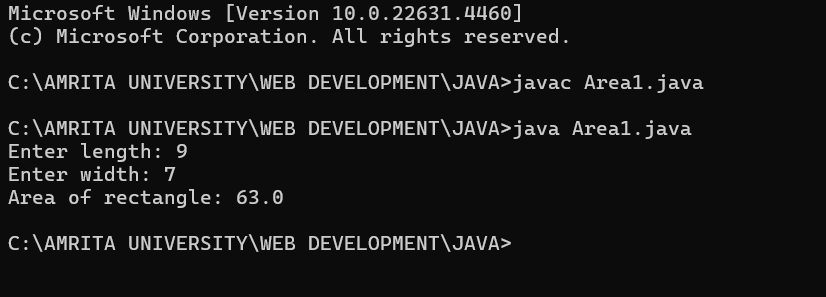 Microsoft Windows [Version 10.0.22631.4460]
(c) Microsoft Corporation. All rights reserved.
C:\AMRITA UNIVERSITY\WEB DEVELOPMENT\JAVA>javac Area1.java
C:\AMRITA UNIVERSITY\WEB DEVELOPMENT\JAVA>java Area1.java
Enter length: 9
Enter width: 7
Area of rectangle: 63.0
C:\AMRITA UNIVERSITY\WEB DEVELOPMENT\JAVA>